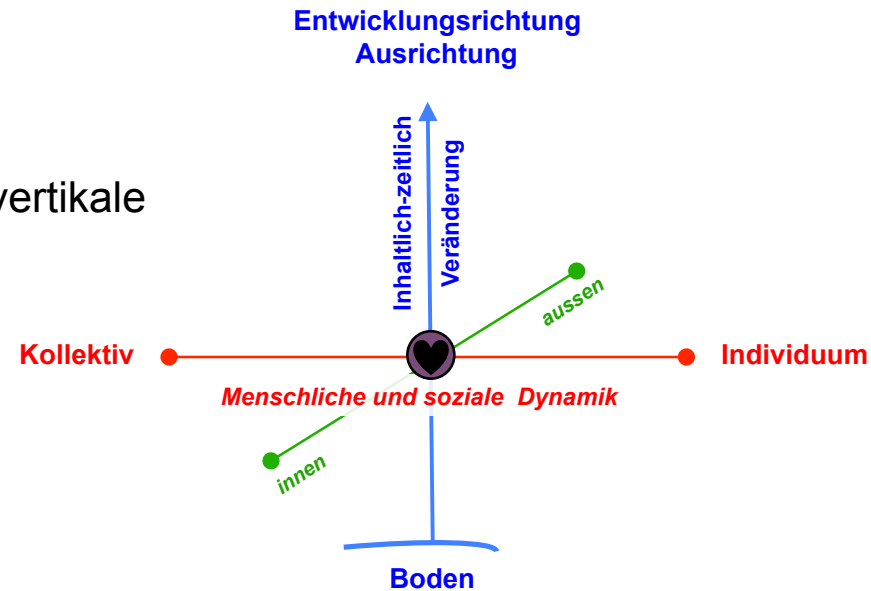 Entwicklungsrichtung
Ausrichtung
Inhaltlich-zeitlich
Veränderung
vertikale
aussen
Kollektiv
Individuum
Menschliche und soziale Dynamik
innen
Boden